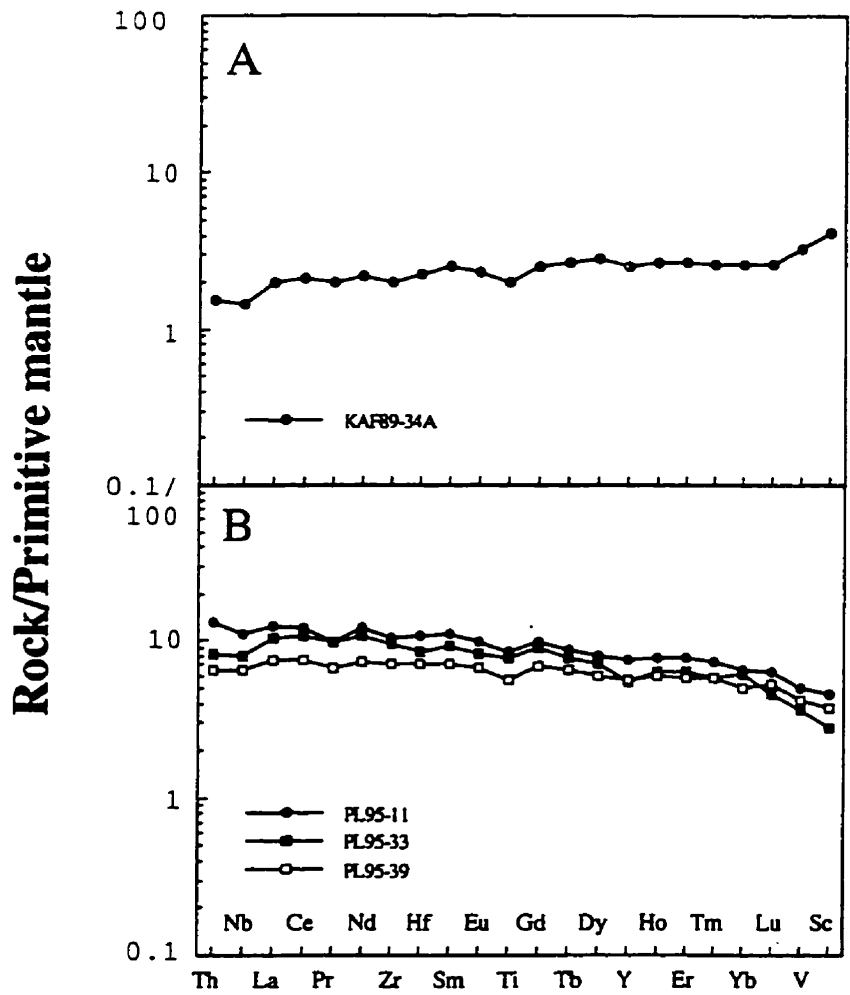 Rock/Primitive mantle
100
A
10
1
KAF89-34A
0.1/
100
B
10
1
PL95-11
PL95-33
PL95-39
Nb Ce Nd Hf Eu Gd Dy Ho Tm Lu Sc
0.1
Th La Pr Zr Sm Ti Tb Y Er Yb V